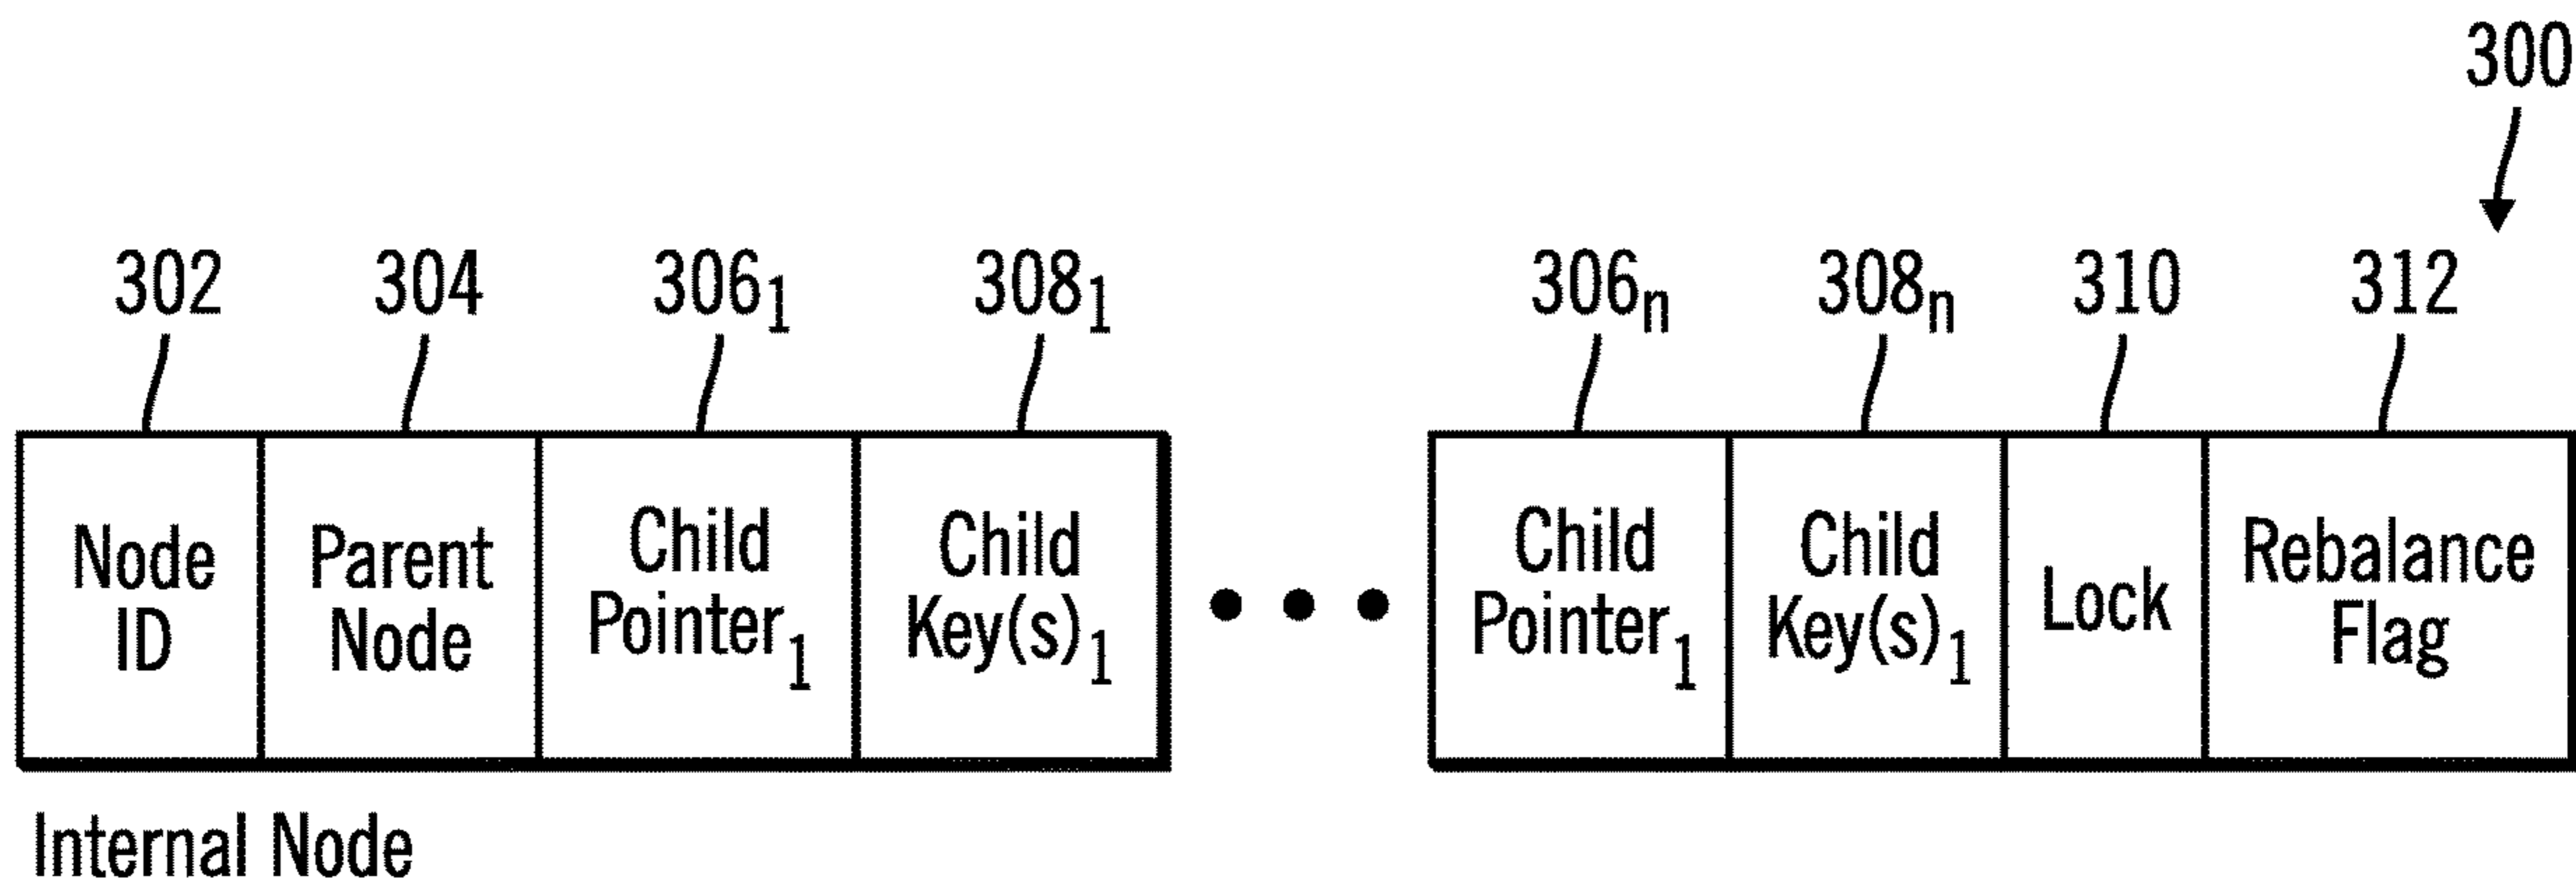 300
302 304 306₁ 308₁ 306ₙ 308ₙ 310 312
Node ID
Parent Node
Child Pointer₁
Child Key(s)₁
Child Pointer₁
Child Key(s)₁
Lock
Rebalance Flag
Internal Node